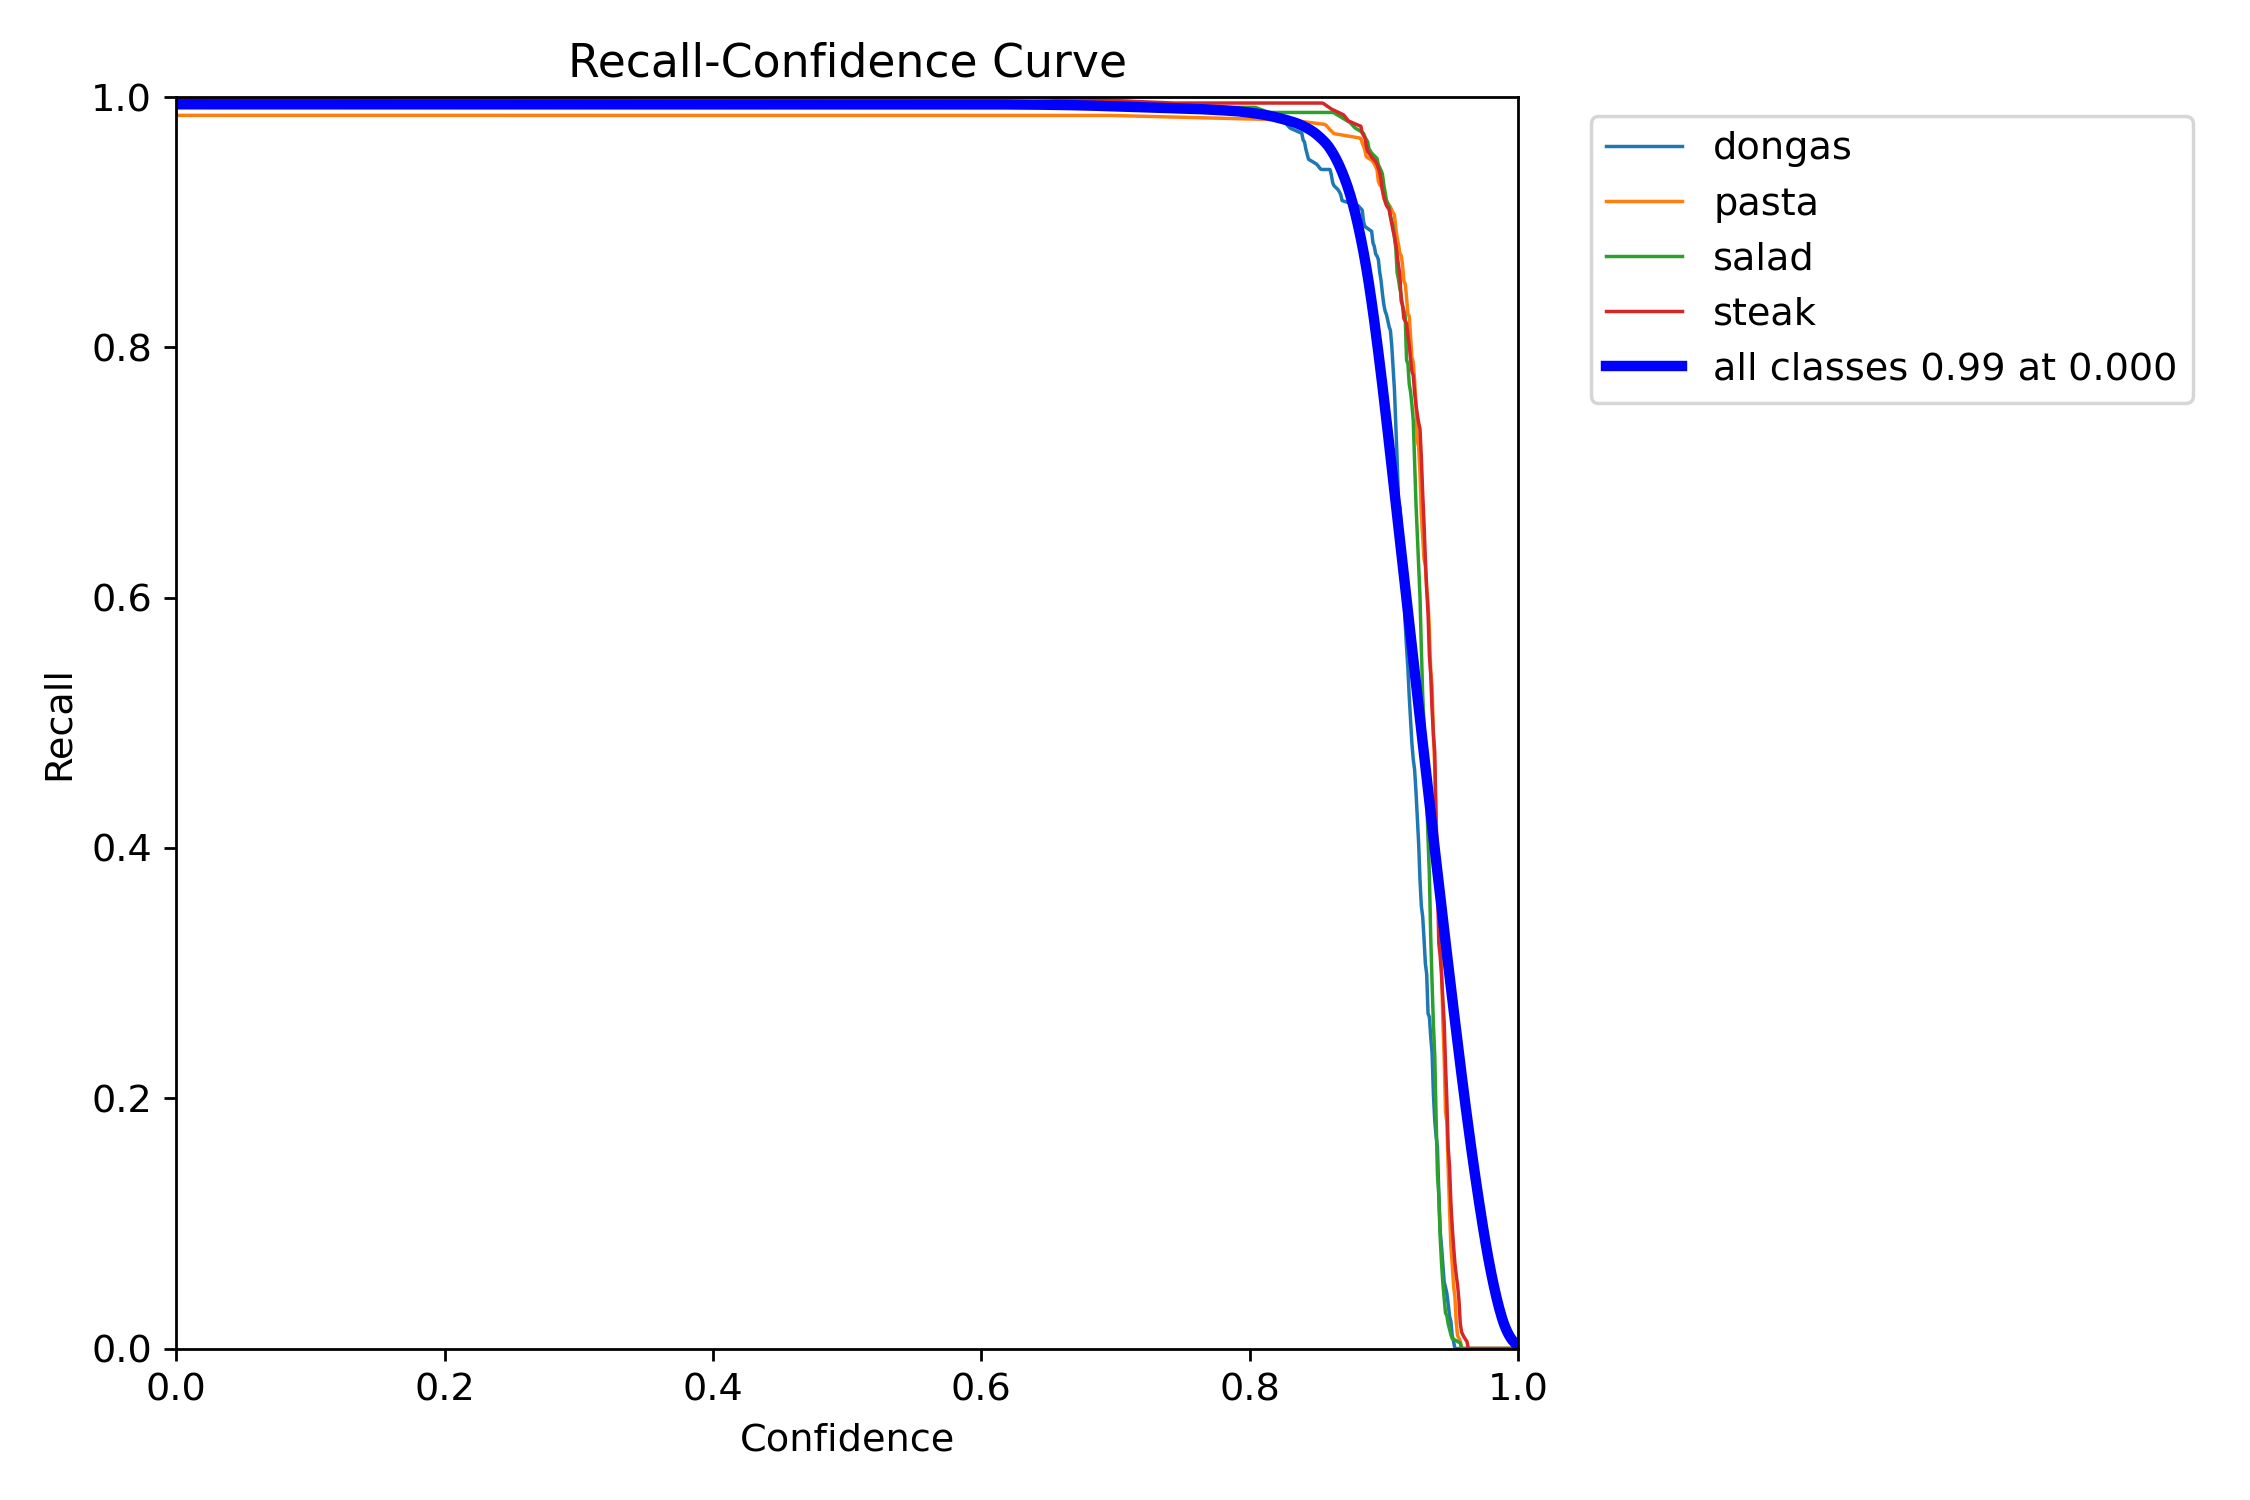 Recall-Confidence Curve
1.0
0.8
0.6
0.4
0.2
0.0
Recall
0.0 0.2 0.4 0.6 0.8 1.0
Confidence
dongas
pasta
salad
steak
all classes 0.99 at 0.000